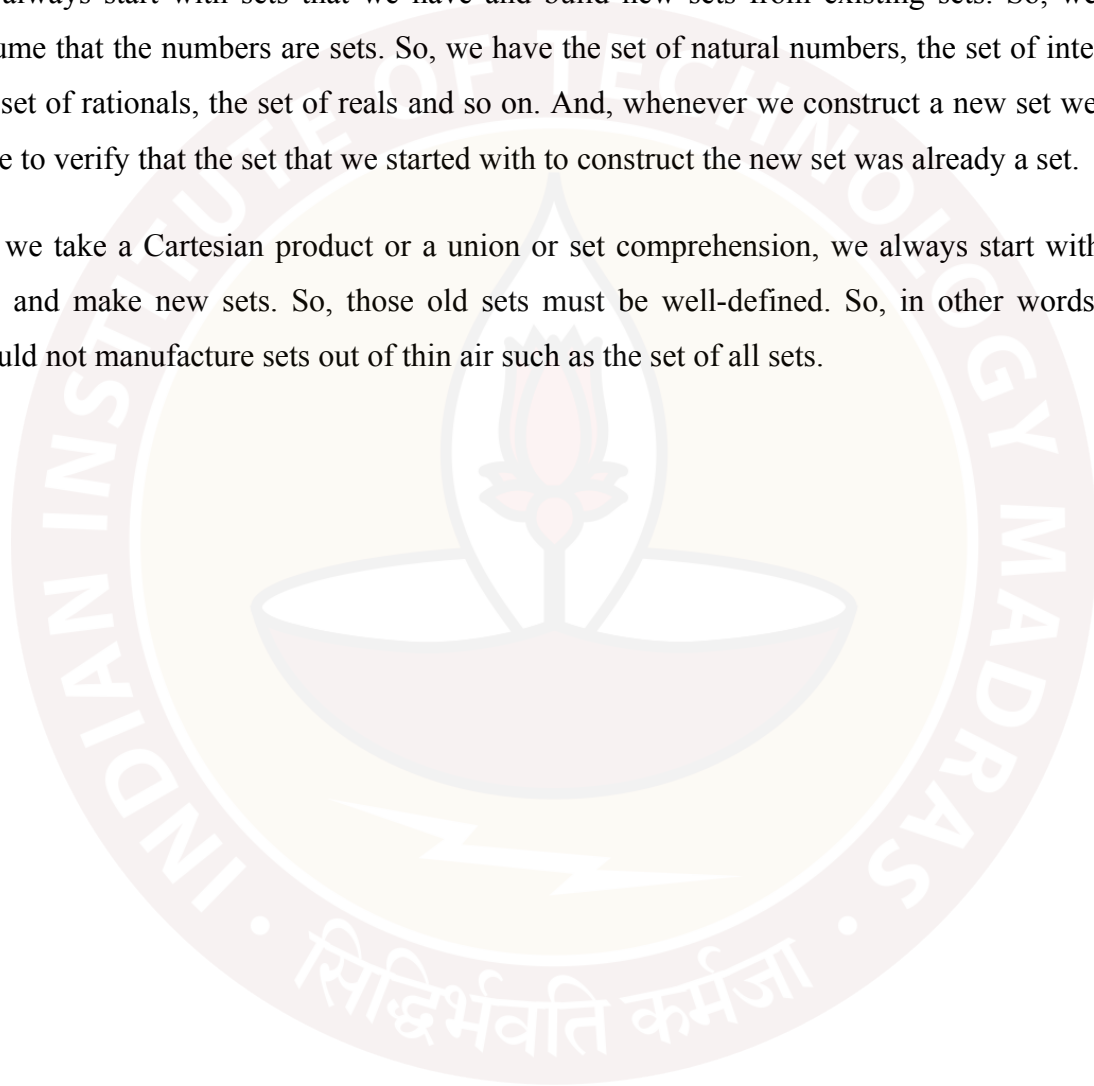 always start with sets that we have and build new sets from existing sets. So, we
ume that the numbers are sets. So, we have the set of natural numbers, the set of inte
set of rationals, the set of reals and so on. And, whenever we construct a new set we
e to verify that the set that we started with to construct the new set was already a set.
we take a Cartesian product or a union or set comprehension, we always start with
and make new sets. So, those old sets must be well-defined. So, in other words
uld not manufacture sets out of thin air such as the set of all sets.
INDIAN INSTITUTE OF TECHNOLOGY MADRAS
सिद्धिर्भवति कर्मजा